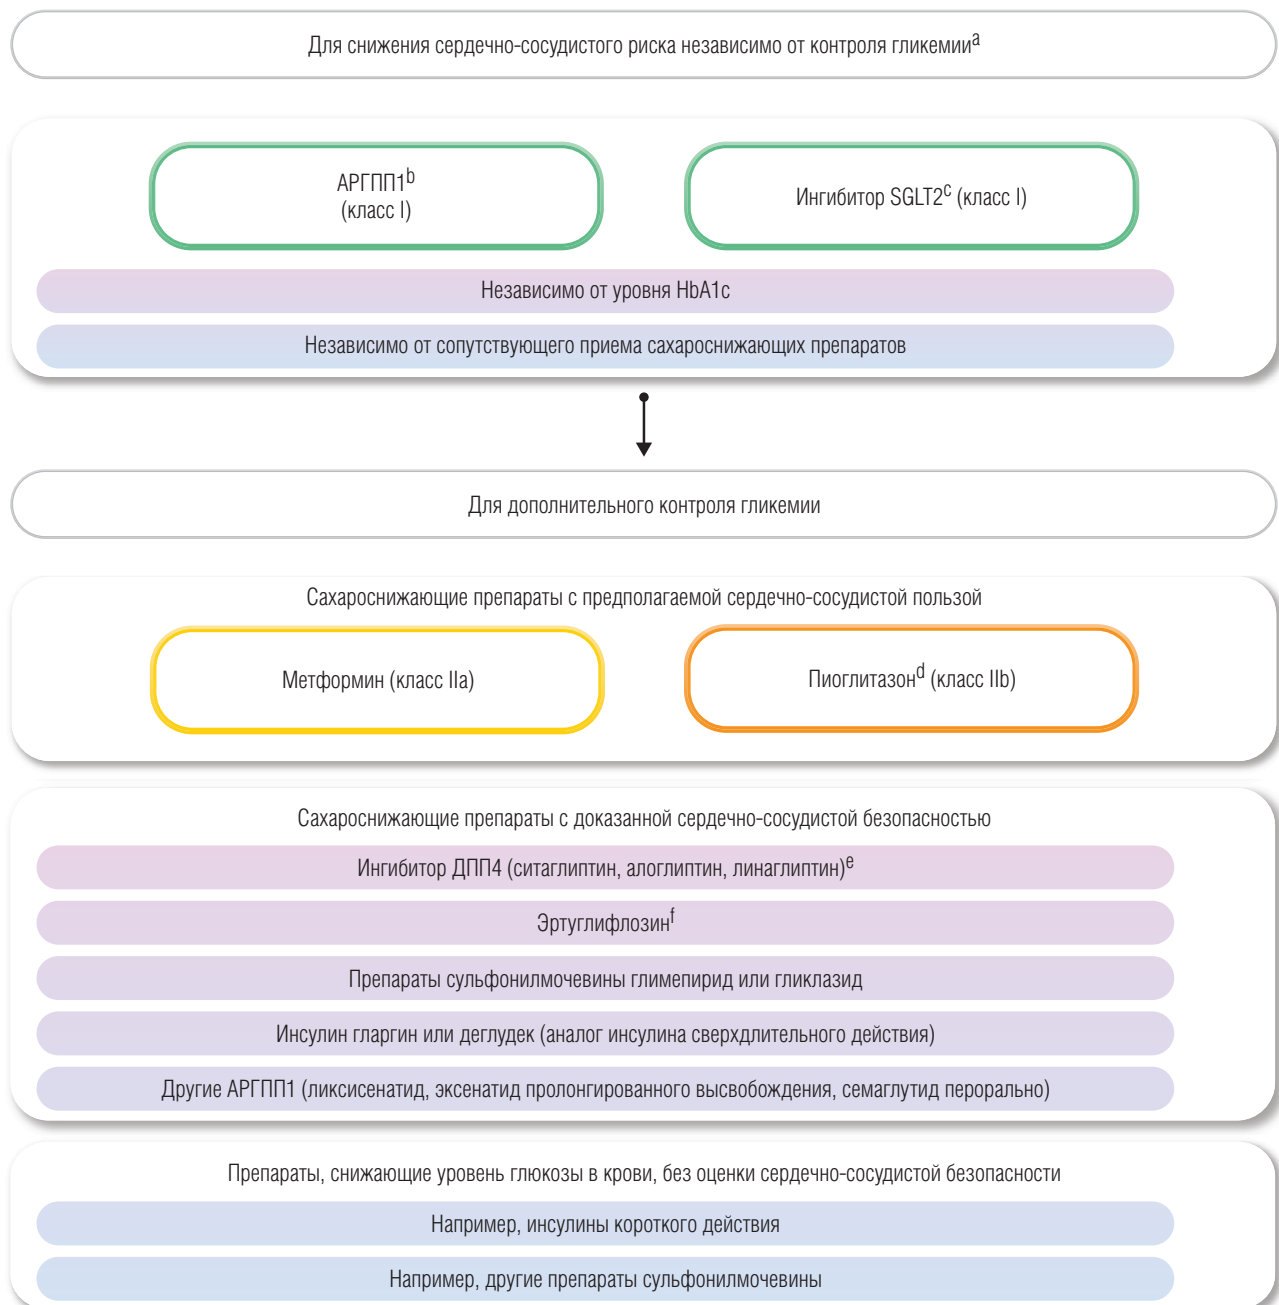 Для снижения сердечно-сосудистого риска независимо от контроля гликемииa
АРГПП1b
(класс I)
Ингибитор SGLT2c (класс I)
Независимо от уровня HbA1c
Независимо от сопутствующего приема сахароснижающих препаратов
Для дополнительного контроля гликемии
Сахароснижающие препараты с предполагаемой сердечно-сосудистой пользой
Метформин (класс IIa)
Пиоглитазонd (класс IIb)
Сахароснижающие препараты с доказанной сердечно-сосудистой безопасностью
Ингибитор ДПП4 (ситаглиптин, алоглиптин, линаглиптин)e
Эртуглифлозинf
Препараты сульфонилмочевины глимепирид или гликлазид
Инсулин гларгин или деглудек (аналог инсулина сверхдлительного действия)
Другие АРГПП1 (ликсисенатид, эксенатид пролонгированного высвобождения, семаглутид перорально)
Препараты, снижающие уровень глюкозы в крови, без оценки сердечно-сосудистой безопасности
Например, инсулины короткого действия
Например, другие препараты сульфонилмочевины